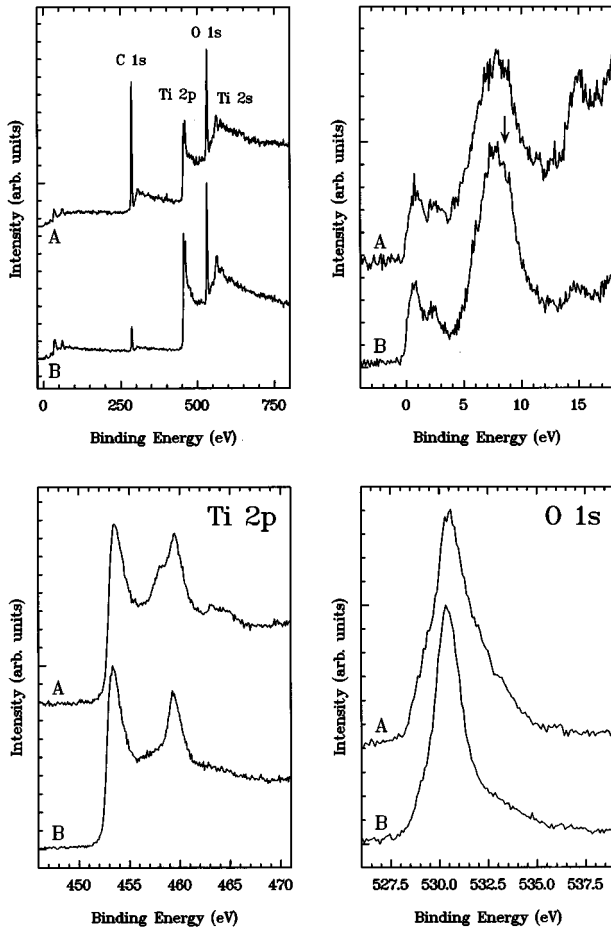 O 1s
C 1s
Ti 2p
Ti 2s
A
B
Intensity (arb. units)
0 250 500 750
Binding Energy (eV)
A
B
Intensity (arb. units)
0 5 10 15
Binding Energy (eV)
Ti 2p
A
B
Intensity (arb. units)
450 455 460 465 470
Binding Energy (eV)
O 1s
A
B
Intensity (arb. units)
527.5 530.0 532.5 535.0 537.5
Binding Energy (eV)